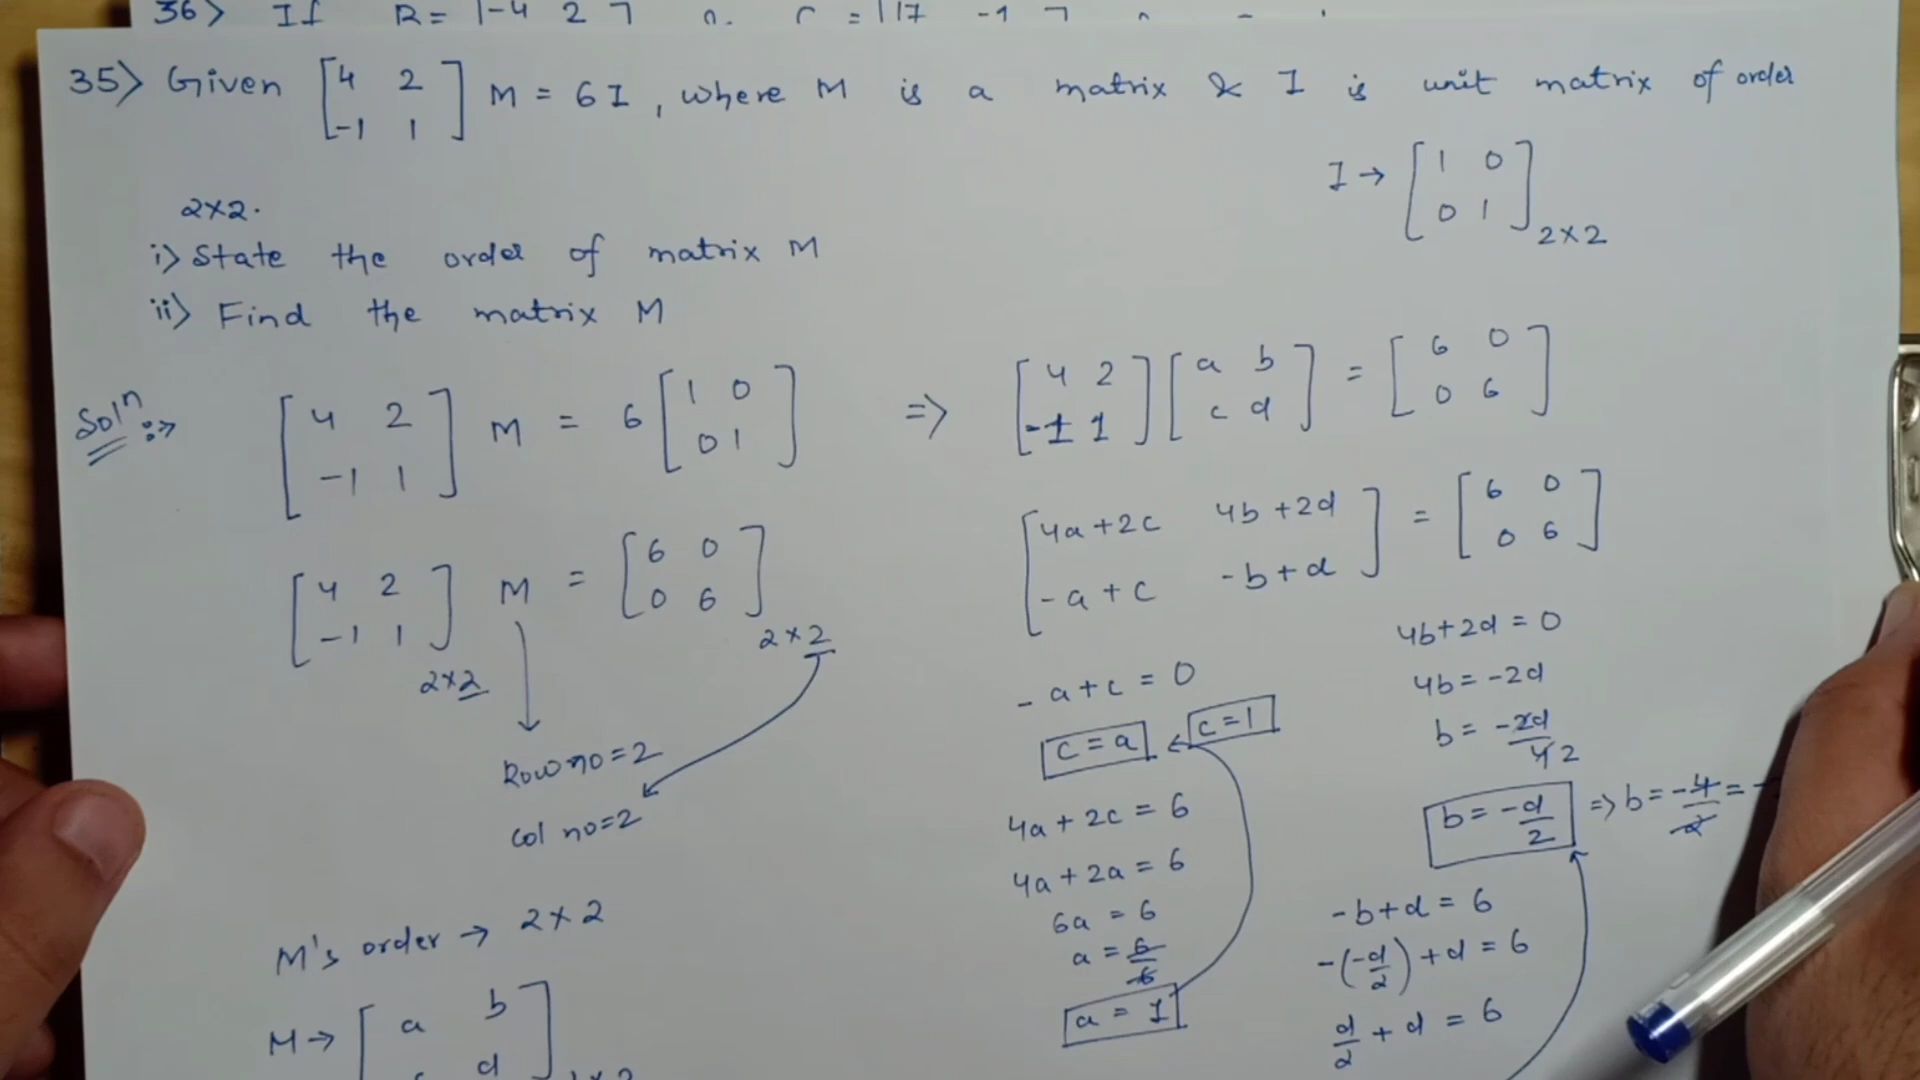 36) If B = [-4 2
35) Given [4 2 -1 1] M = 6I, where M is a matrix & I is unit matrix of order
2×2.
I → [1 0 0 1] 2×2
i) State the order of matrix M
ii) Find the matrix M
Soln :→
[4 2
-1 1] M = 6 [1 0
0 1]
[4 2
-1 1] 2×2 M = [6 0
0 6] 2×2
Row no=2
Col no=2
M's order → 2×2
M → [a b
d]
⇒ [4 2
-1 1] [a b
c d] = [6 0
0 6]
[4a+2c 4b+2d
-a+c -b+d] = [6 0
0 6]
-a+c = 0
c = a
c=1
4a+2c = 6
4a+2a = 6
6a = 6
a = 6/6
a = 1
4b+2d = 0
4b = -2d
b = -2d/4 2
b = -d/2 ⇒ b = -4/2 = -
-b+d = 6
-(-d/2)+d = 6
d/2 + d = 6